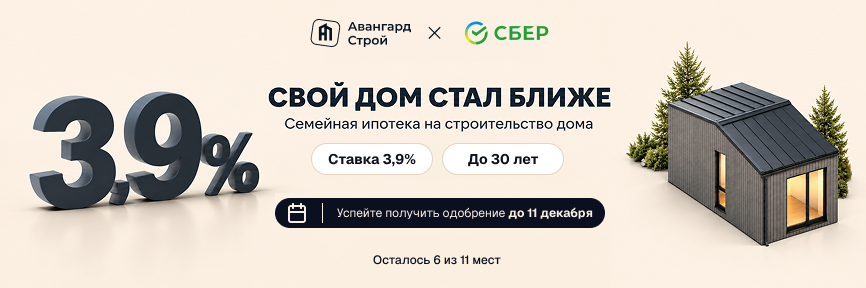 Авангард
Строй
СБЕР
3,9%
СВОЙ ДОМ СТАЛ БЛИЖЕ
Семейная ипотека на строительство дома
Ставка 3,9%
До 30 лет
Успейте получить одобрение до 11 декабря
Осталось 6 из 11 мест